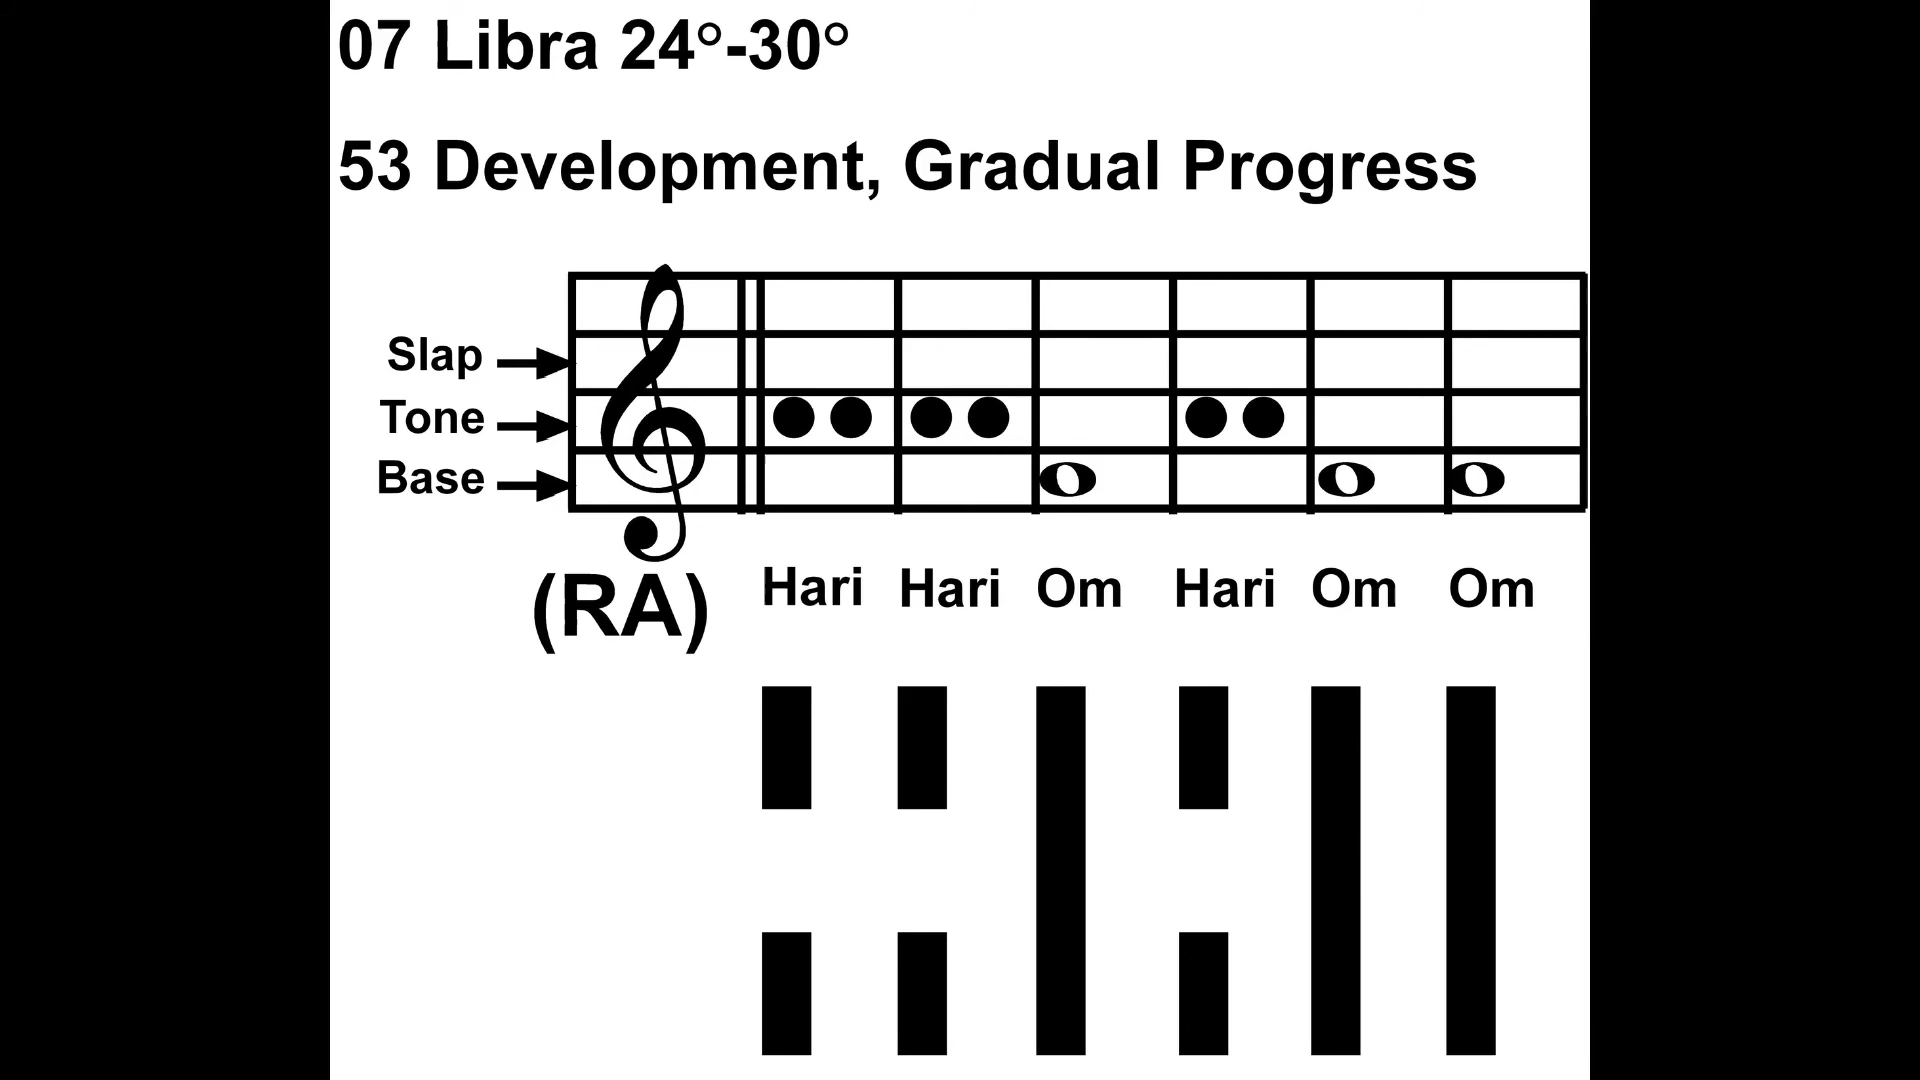 07 Libra 24°-30°
53 Development, Gradual Progress
Slap
Tone
Base
(RA) Hari Hari Om Hari Om Om